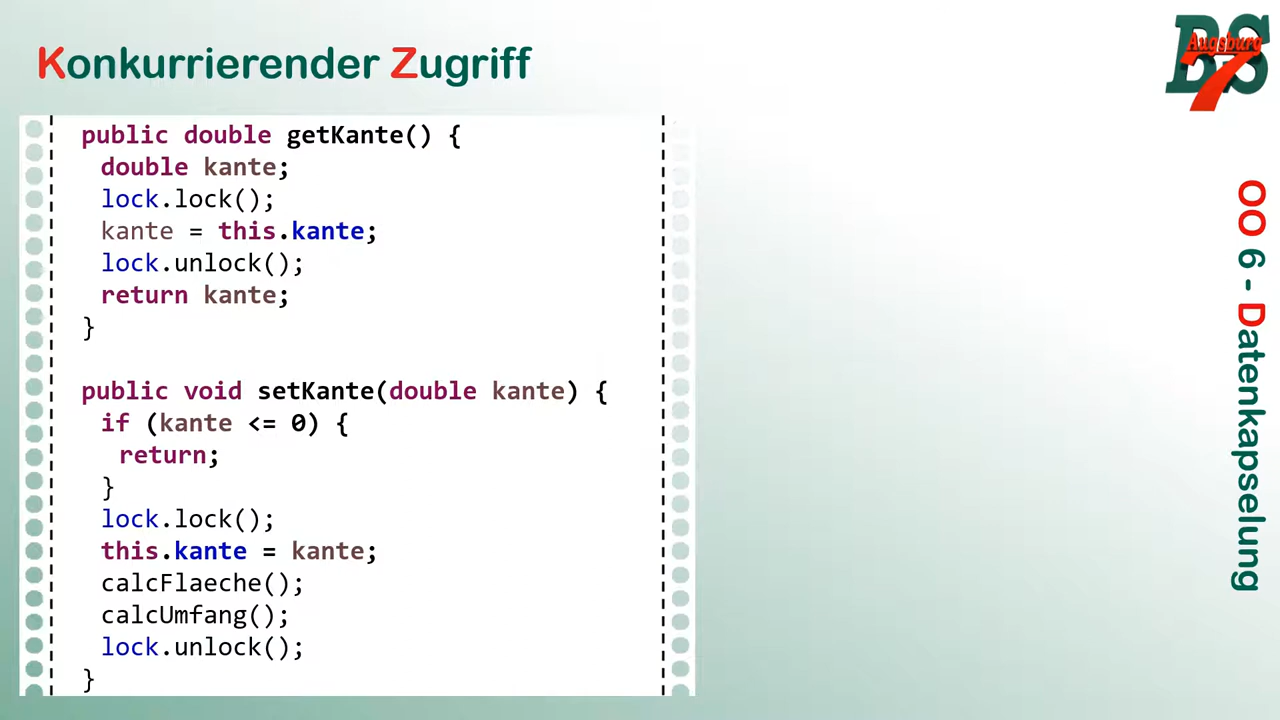 Konkurrierender Zugriff
public double getKante() {
double kante;
lock.lock();
kante = this.kante;
lock.unlock();
return kante;
}
public void setKante(double kante) {
if (kante <= 0) {
return;
}
lock.lock();
this.kante = kante;
calcFlaeche();
calcUmfang();
lock.unlock();
}
BS
Augsburg
7
OO 6 - Datenkapselung